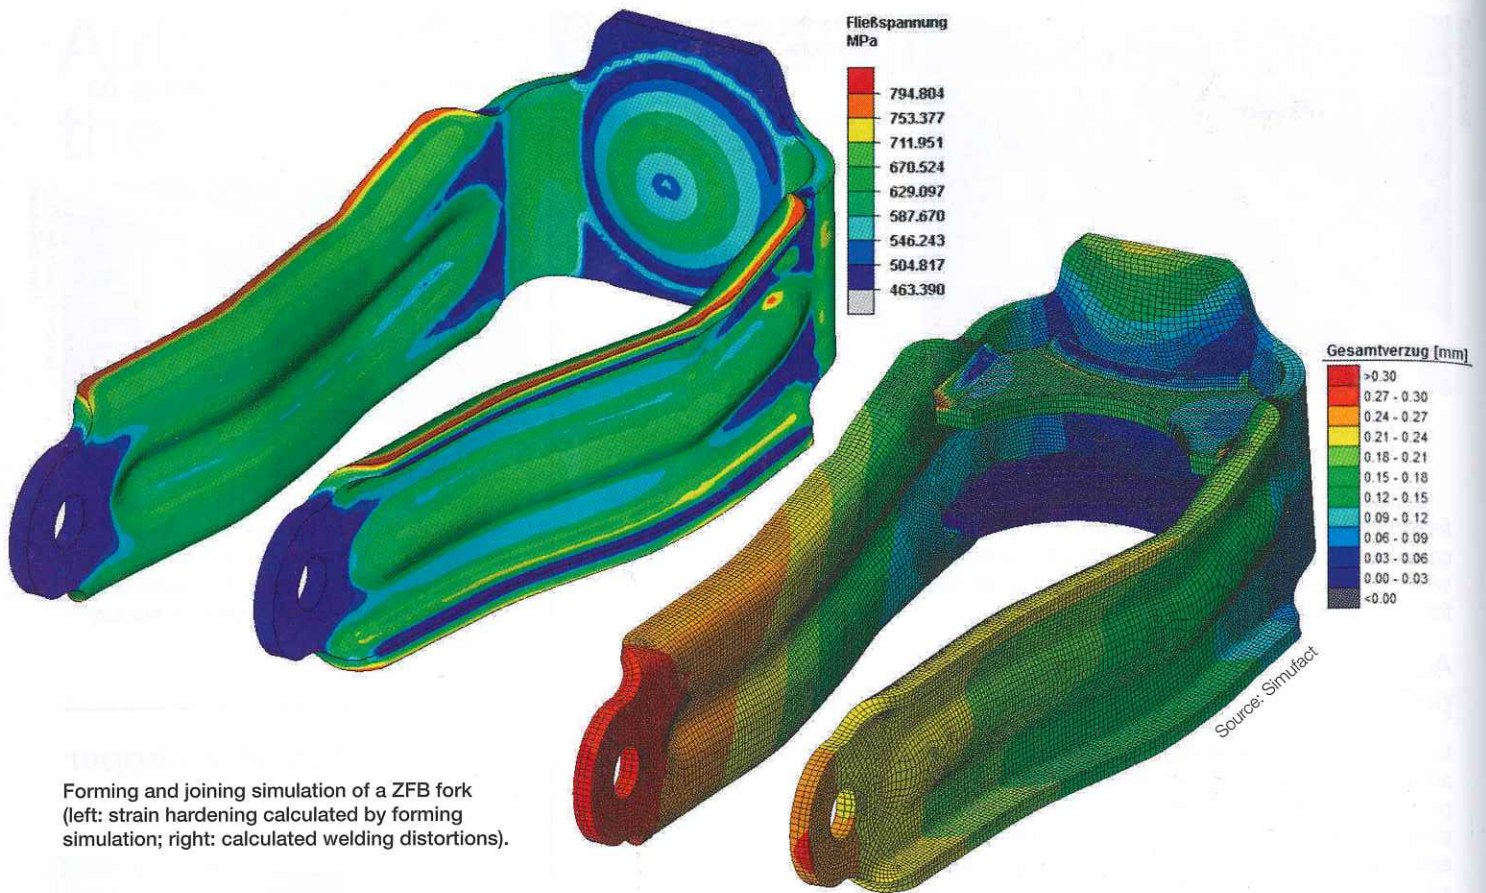 Fließspannung
MPa
794.804
753.377
711.951
670.524
629.097
587.670
546.243
504.817
463.390
Gesamtverzug [mm]
>0.30
0.27 - 0.30
0.24 - 0.27
0.21 - 0.24
0.18 - 0.21
0.15 - 0.18
0.12 - 0.15
0.09 - 0.12
0.06 - 0.09
0.03 - 0.06
0.00 - 0.03
<0.00
Source: Simufact
Forming and joining simulation of a ZFB fork
(left: strain hardening calculated by forming
simulation; right: calculated welding distortions).